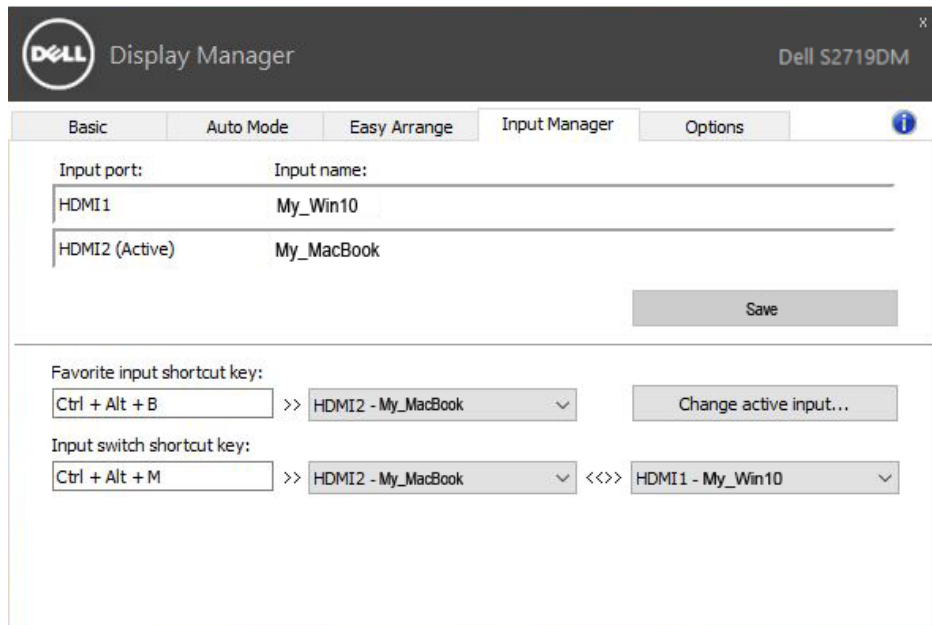 DELL Display Manager x
Dell S2719DM
Basic Auto Mode Easy Arrange Input Manager Options i
Input port: Input name:
HDMI1 My_Win10
HDMI2 (Active) My_MacBook
Save
Favorite input shortcut key:
Ctrl + Alt + B >> HDMI2 - My_MacBook Change active input...
Input switch shortcut key:
Ctrl + Alt + M >> HDMI2 - My_MacBook <<>> HDMI1 - My_Win10